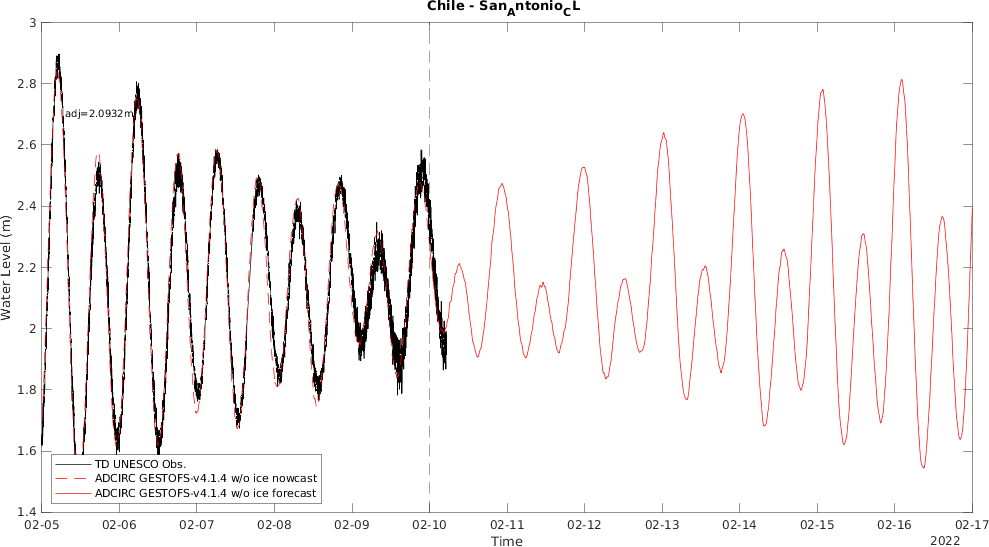 Chile - SanAntonioCL
3
2.8
2.6
2.4
2.2
2
1.8
1.6
1.4
Water Level (m)
adj=2.0932m
TD UNESCO Obs.
ADCIRC GESTOFS-v4.1.4 w/o ice nowcast
ADCIRC GESTOFS-v4.1.4 w/o ice forecast
02-05 02-06 02-07 02-08 02-09 02-10 02-11 02-12 02-13 02-14 02-15 02-16 02-17
Time
2022